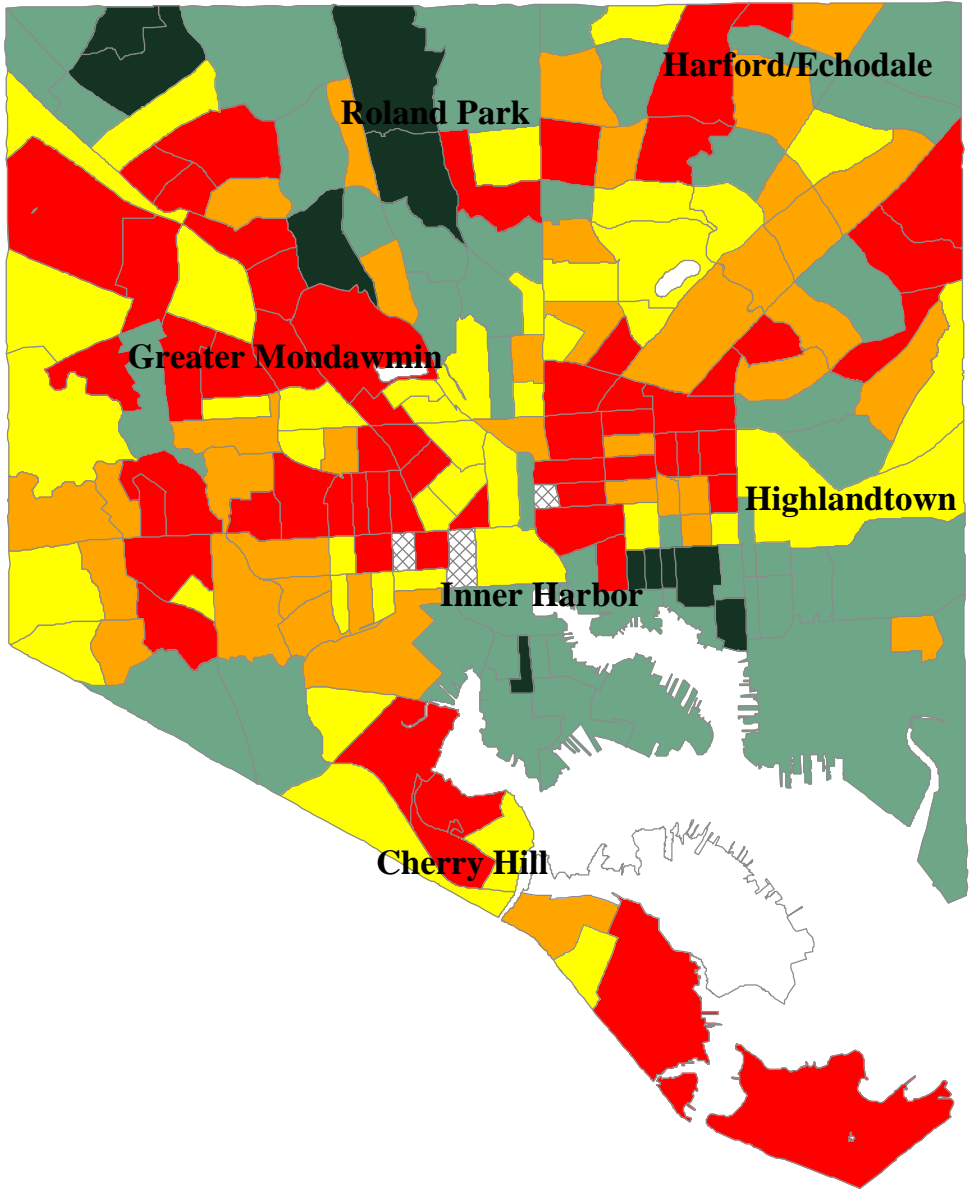 Harford/Echodale
Roland Park
Greater Mondawmin
Highlandtown
Inner Harbor
Cherry Hill